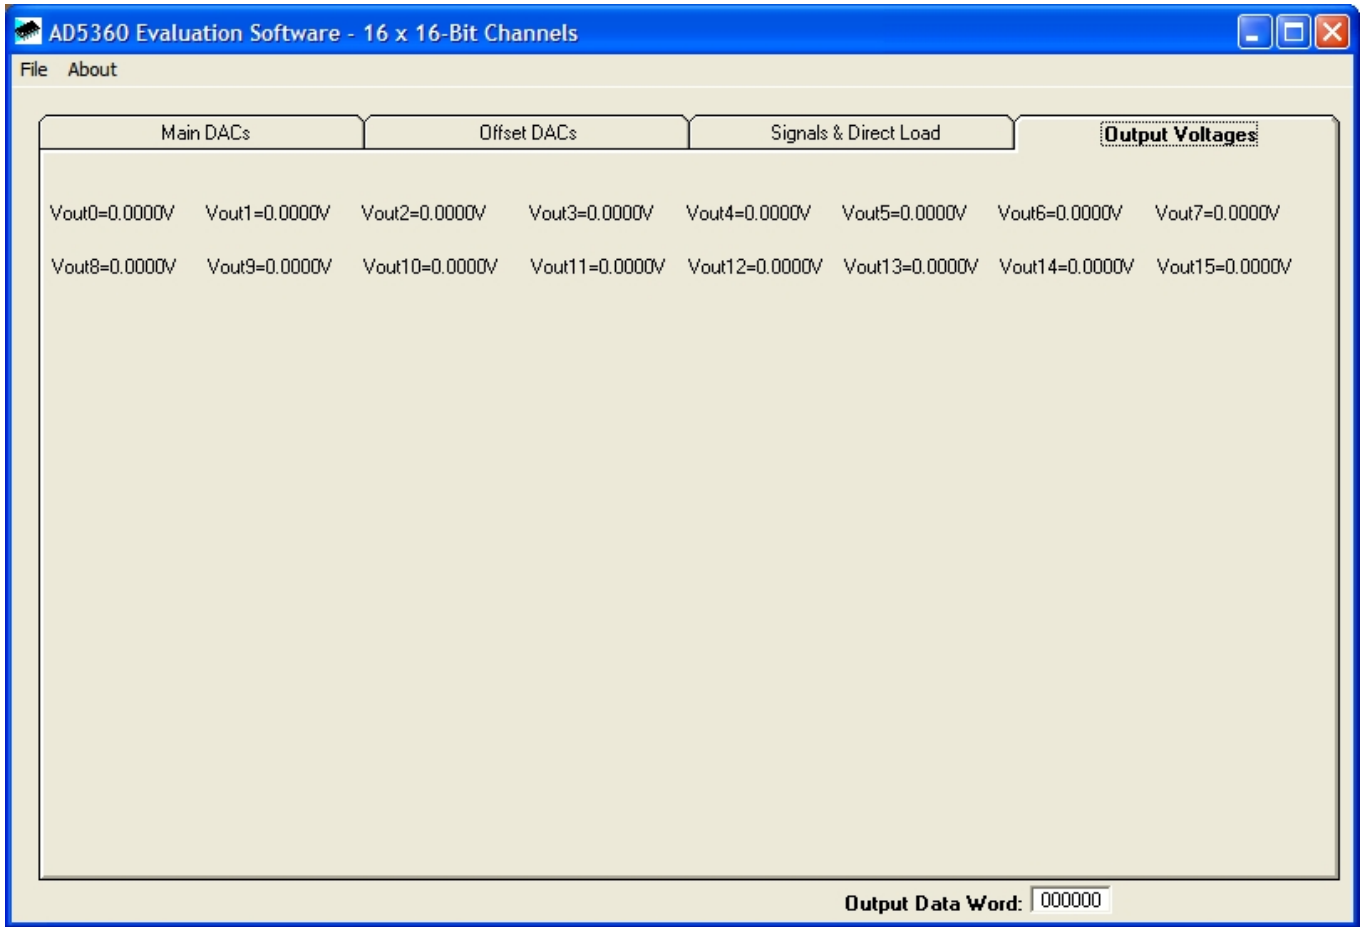 AD5360 Evaluation Software - 16 x 16-Bit Channels
File About
Main DACs Offset DACs Signals & Direct Load Output Voltages
Vout0=0.0000V Vout1=0.0000V Vout2=0.0000V Vout3=0.0000V Vout4=0.0000V Vout5=0.0000V Vout6=0.0000V Vout7=0.0000V
Vout8=0.0000V Vout9=0.0000V Vout10=0.0000V Vout11=0.0000V Vout12=0.0000V Vout13=0.0000V Vout14=0.0000V Vout15=0.0000V
Output Data Word: 000000